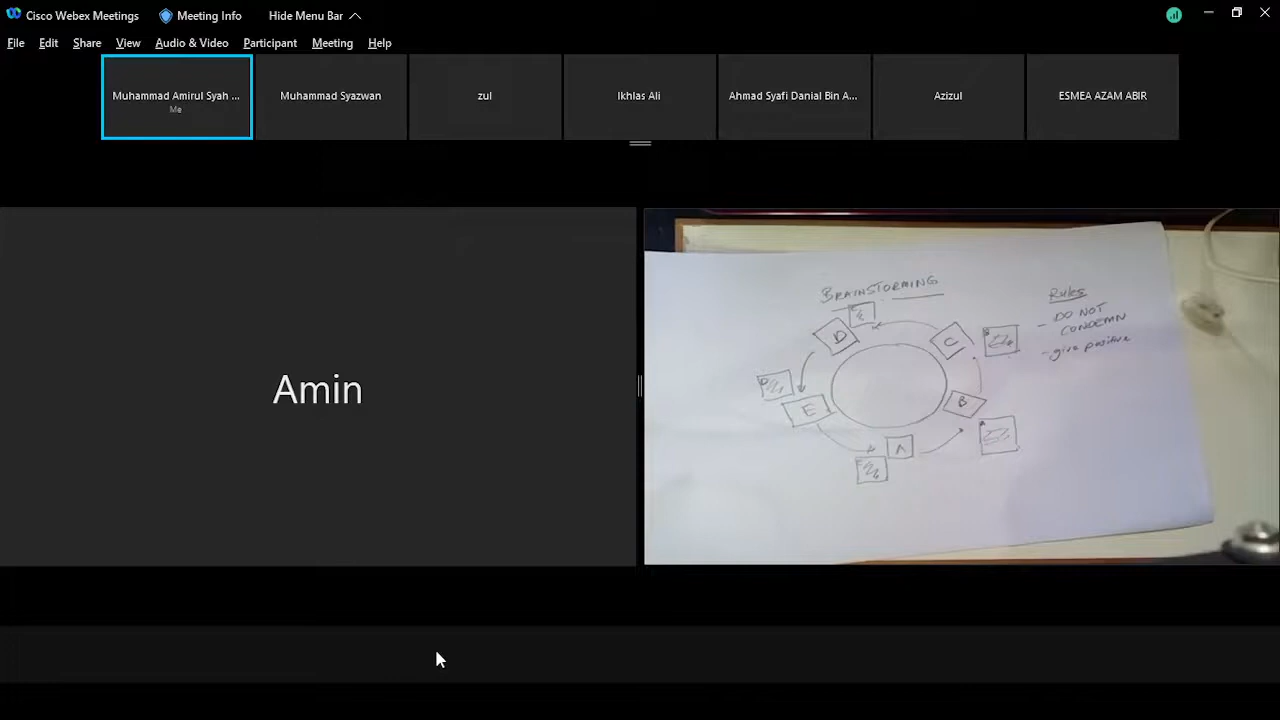 Cisco Webex Meetings
Meeting Info
Hide Menu Bar
File Edit Share View Audio & Video Participant Meeting Help
Muhammad Amirul Syah ...
Me
Muhammad Syazwan
zul
Ikhlas Ali
Ahmad Syafi Danial Bin A...
Azizul
ESMEA AZAM ABIR
Amin
BRAINSTORMING
Rules
- DO NOT
CONDEMN
- give positive
D
C
E
B
A